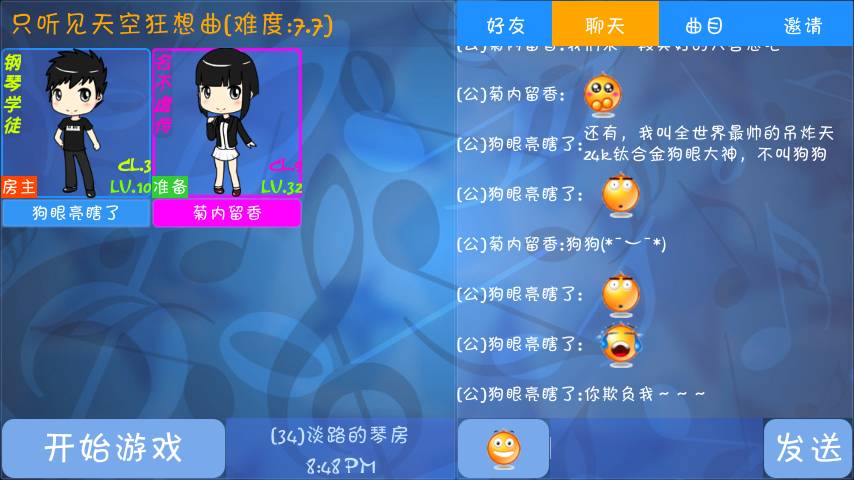 只听见天空狂想曲(难度:7.7)
好友
聊天
曲目
邀请
钢琴学徒
CL.3
LV.10
房主
狗眼亮瞎了
名不虚传
LV.32
准备
菊内留香
(公)菊内留香:
(公)狗眼亮瞎了:还有，我叫全世界最帅的吊炸天
24k钛合金狗眼大神，不叫狗狗
(公)狗眼亮瞎了:
(公)菊内留香:狗狗(*¯︶¯*)
(公)狗眼亮瞎了:
(公)狗眼亮瞎了:
(公)狗眼亮瞎了:你欺负我～～～
开始游戏
(34)淡路的琴房
8:48 PM
发送